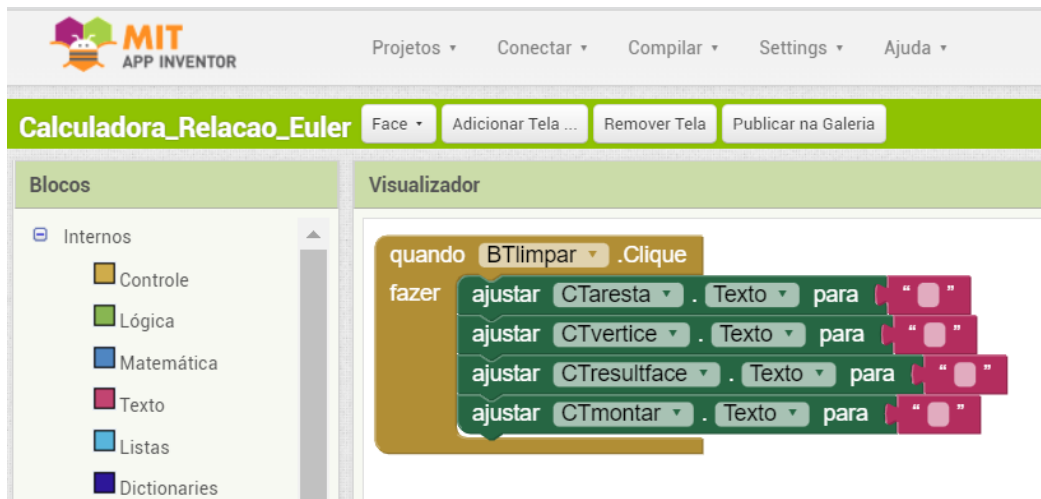 MIT
APP INVENTOR
Projetos Conectar Compilar Settings Ajuda
Calculadora_Relacao_Euler Face Adicionar Tela ... Remover Tela Publicar na Galeria
Blocos
Visualizador
Internos
Controle
Lógica
Matemática
Texto
Listas
Dictionaries
quando BTlimpar .Clique
fazer ajustar CTaresta . Texto para " "
ajustar CTvertice . Texto para " "
ajustar CTresultface . Texto para " "
ajustar CTmontar . Texto para " "